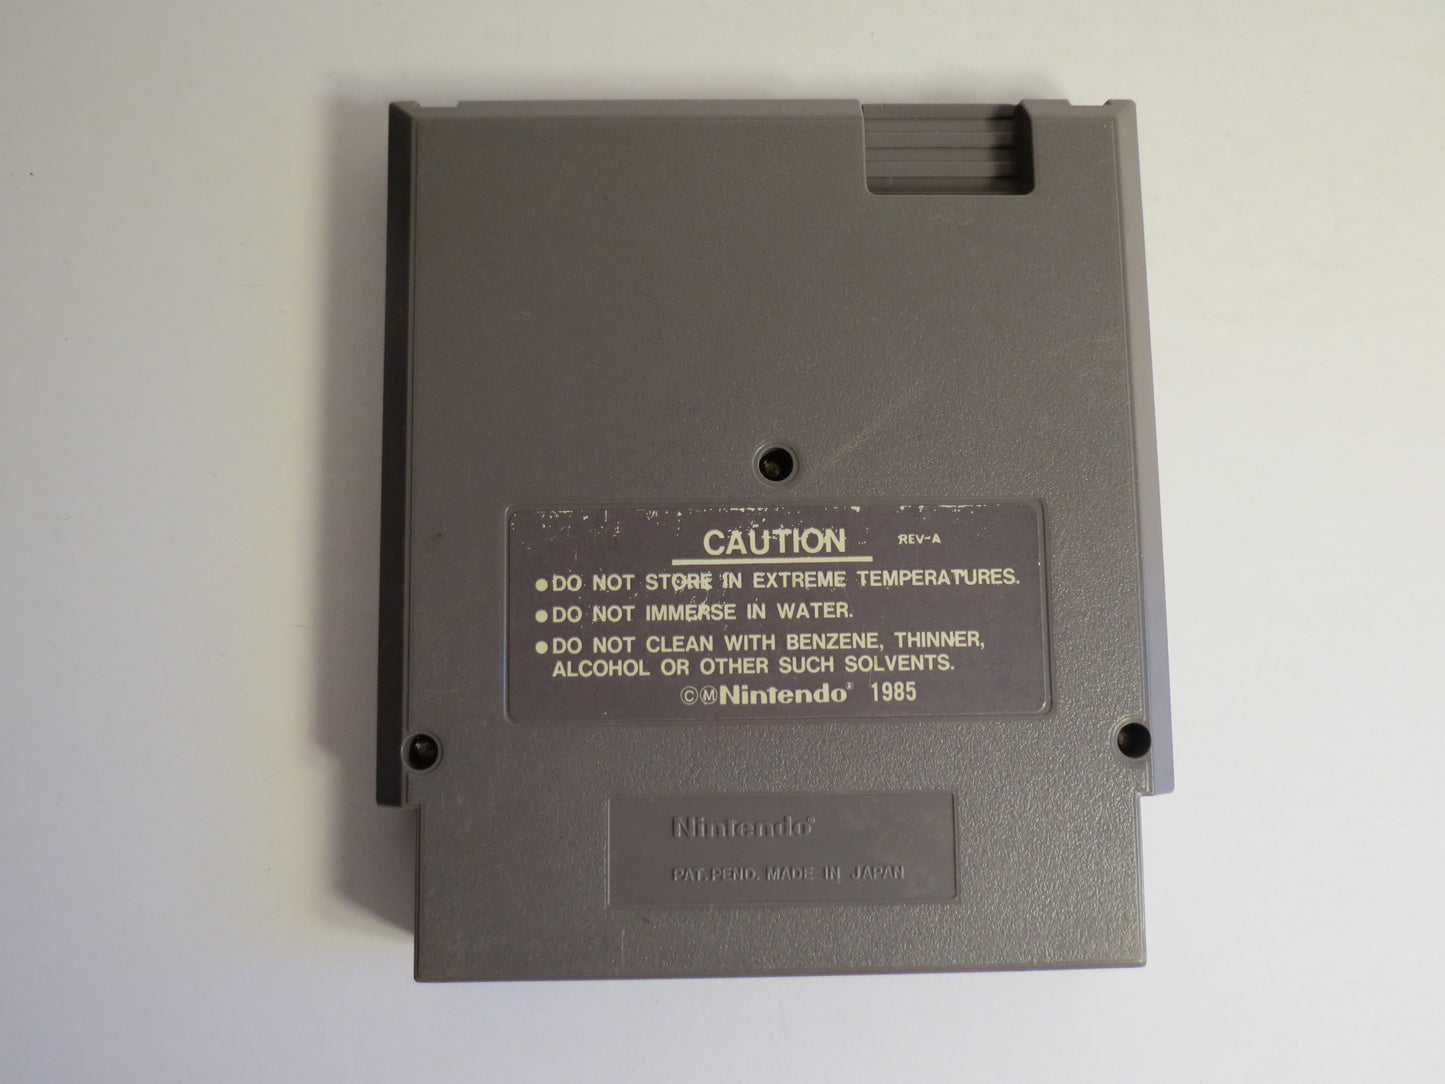 CAUTION REV-A
●DO NOT STORE IN EXTREME TEMPERATURES.
●DO NOT IMMERSE IN WATER.
●DO NOT CLEAN WITH BENZENE, THINNER,
ALCOHOL OR OTHER SUCH SOLVENTS.
©ⓂNintendo® 1985
Nintendo®
PAT. PEND. MADE IN JAPAN